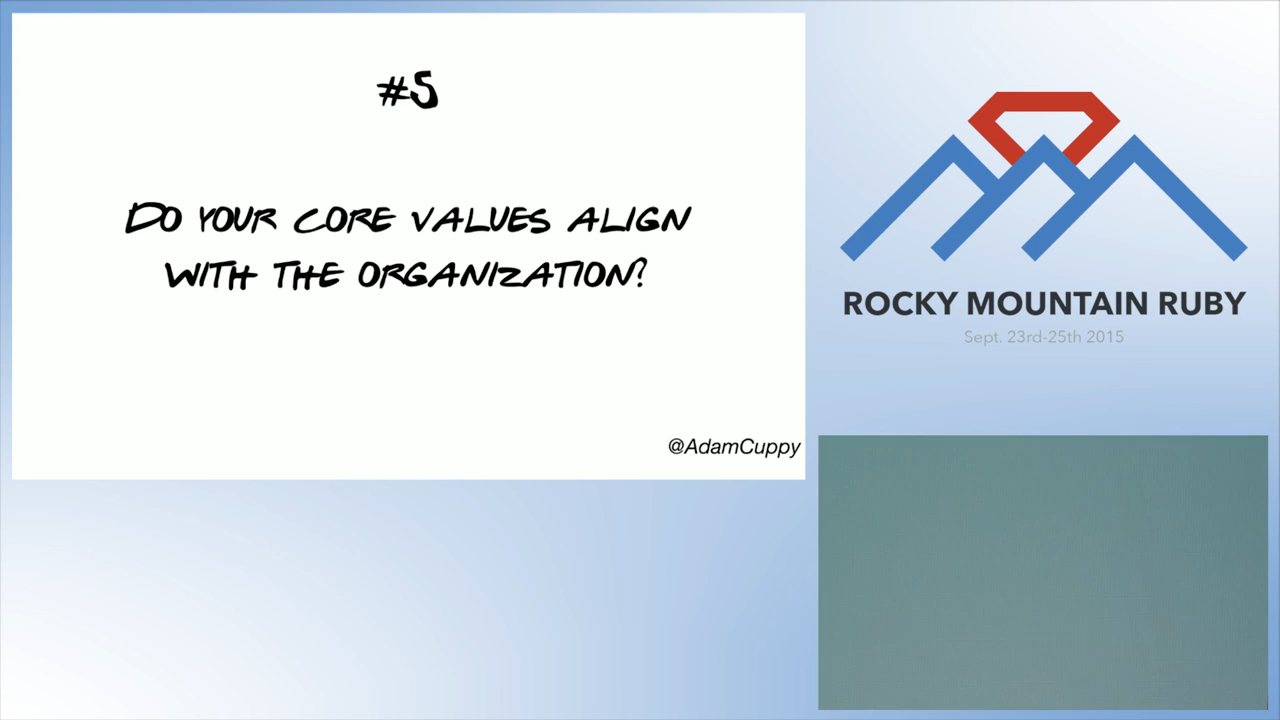 #5
DO YOUR CORE VALUES ALIGN
WITH THE ORGANIZATION?
@AdamCuppy
ROCKY MOUNTAIN RUBY
Sept. 23rd-25th 2015